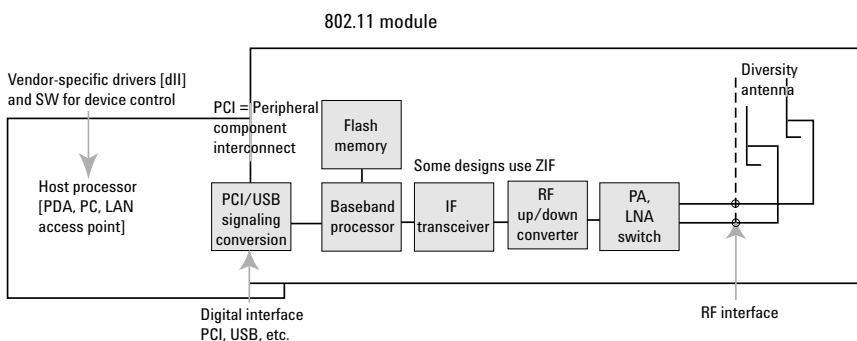 802.11 module
Vendor-specific drivers [dll]
and SW for device control
PCI = Peripheral
component
interconnect
Diversity
antenna
Flash
memory
Some designs use ZIF
Host processor
[PDA, PC, LAN
access point]
PCI/USB
signaling
conversion
Baseband
processor
IF
transceiver
RF
up/down
converter
PA,
LNA
switch
Digital interface
PCI, USB, etc.
RF interface